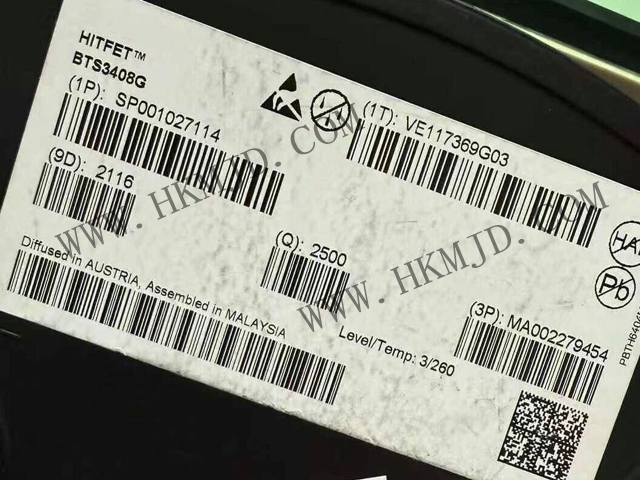 HITFET™
BTS3408G
(1P): SP001027114
(1T): VE117369G03
(9D): 2116
(Q): 2500
Diffused in AUSTRIA, Assembled in MALAYSIA
Level/Temp: 3/260
(3P): MA002279454
Pb
WWW.HKMJD.COM
WWW.HKMJD.COM